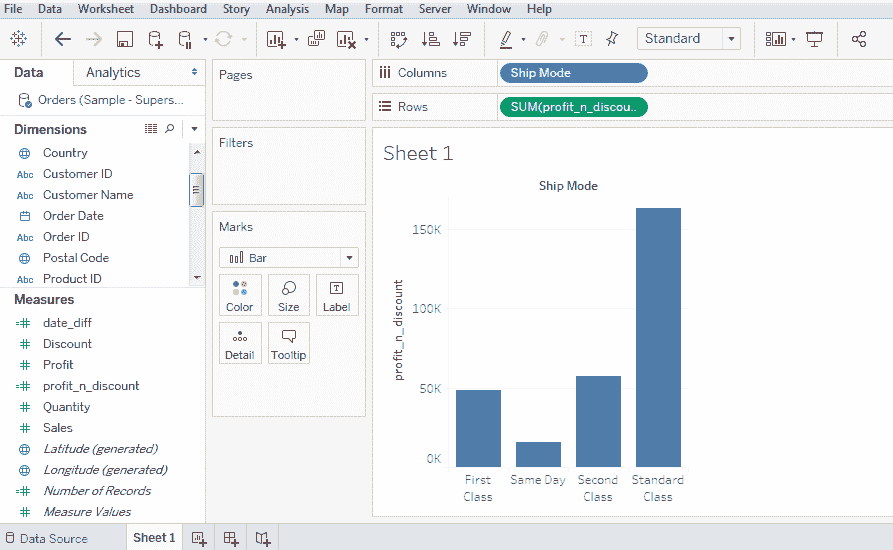 File Data Worksheet Dashboard Story Analysis Map Format Server Window Help
Standard
Data Analytics
Orders (Sample - Supers...
Dimensions
Country
Abc Customer ID
Abc Customer Name
Order Date
Abc Order ID
Postal Code
Abc Product ID
Measures
date_diff
Discount
Profit
profit_n_discount
Quantity
Sales
Latitude (generated)
Longitude (generated)
Number of Records
Measure Values
Pages
Filters
Marks
Bar
Color Size Label
Detail Tooltip
Columns Ship Mode
Rows SUM(profit_n_discou..
Sheet 1
Ship Mode
150K
100K
50K
0K
profit_n_discount
First Class
Same Day
Second Class
Standard Class
Data Source Sheet 1